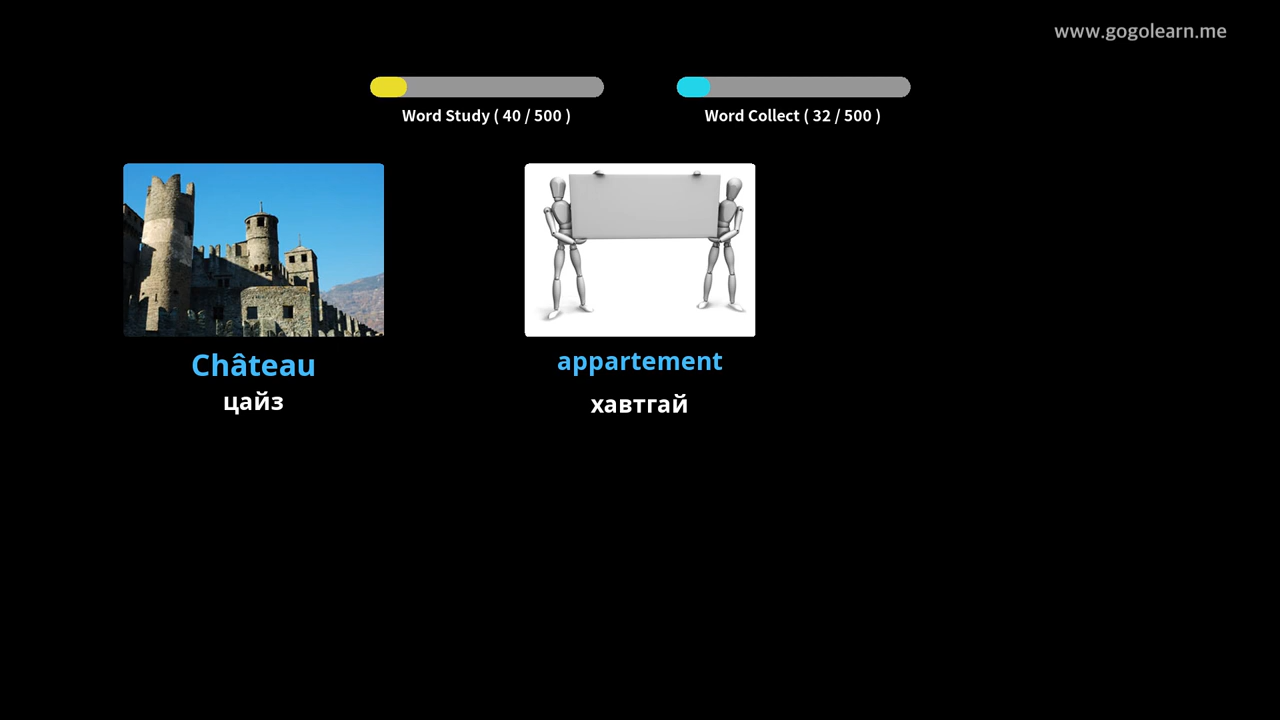 www.gogolearn.me
Word Study ( 40 / 500 )
Word Collect ( 32 / 500 )
Château
цайз
appartement
хавтгай